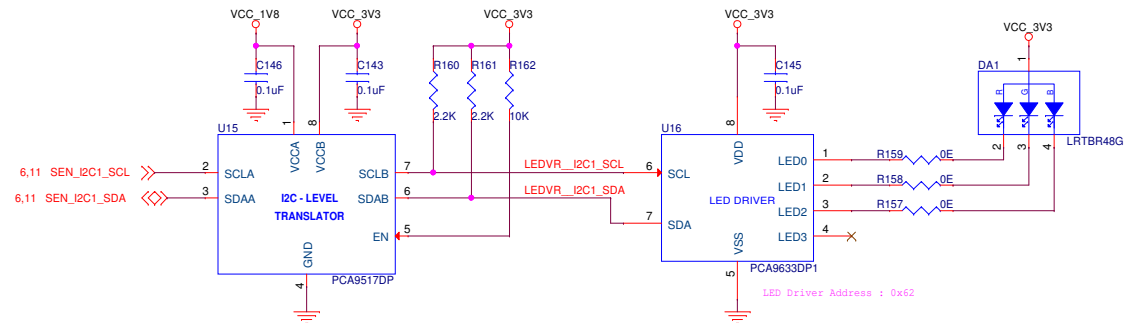 VCC_1V8
VCC_3V3
VCC_3V3
VCC_3V3
VCC_3V3
C146
0.1uF
C143
0.1uF
R160
R161
R162
2.2K
2.2K
10K
C145
0.1uF
DA1
1
R
G
B
2
3
4
LRTBR48G
U15
1
8
VCCA
VCCB
6,11 SEN_I2C1_SCL
2
SCLA
SCLB
7
6,11 SEN_I2C1_SDA
3
SDAA
SDAB
6
I2C - LEVEL
TRANSLATOR
EN
5
GND
4
PCA9517DP
LEDVR__I2C1_SCL
LEDVR__I2C1_SDA
U16
8
VDD
6
SCL
7
SDA
LED DRIVER
LED0
1
LED1
2
LED2
3
LED3
4
VSS
5
PCA9633DP1
R159
0E
R158
0E
R157
0E
LED Driver Address : 0x62